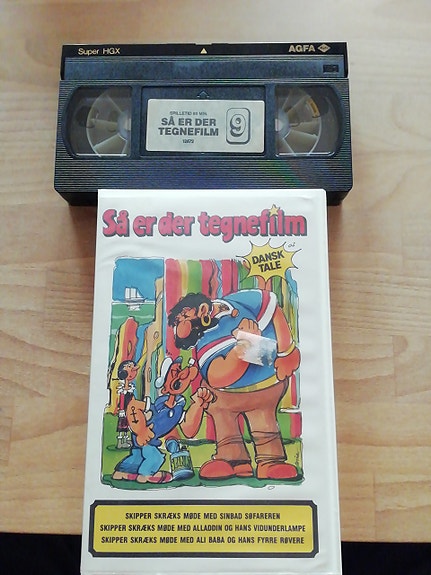 Super HGX
AGFA
SPILLETID 60 MIN.
SÅ ER DER
TEGNEFILM
9
Så er der tegnefilm
DANSK
TALE
SKIPPER SKRÆKS MØDE MED SINBAD SØFAREREN
SKIPPER SKRÆKS MØDE MED ALLADDIN OG HANS VIDUNDERLAMPE
SKIPPER SKRÆKS MØDE MED ALI BABA OG HANS FYRRE RØVERE